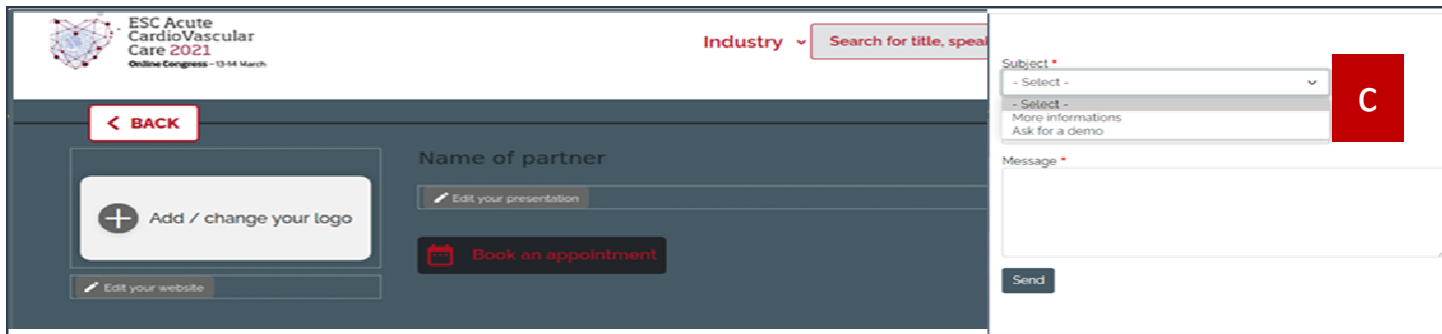 ESC Acute
CardioVascular
Care 2021
Online Congress - 13-14 March
Industry
Search for title, speak
BACK
Add / change your logo
Edit your website
Name of partner
Edit your presentation
Book an appointment
Subject *
- Select -
- Select -
More informations
Ask for a demo
Message *
Send
C